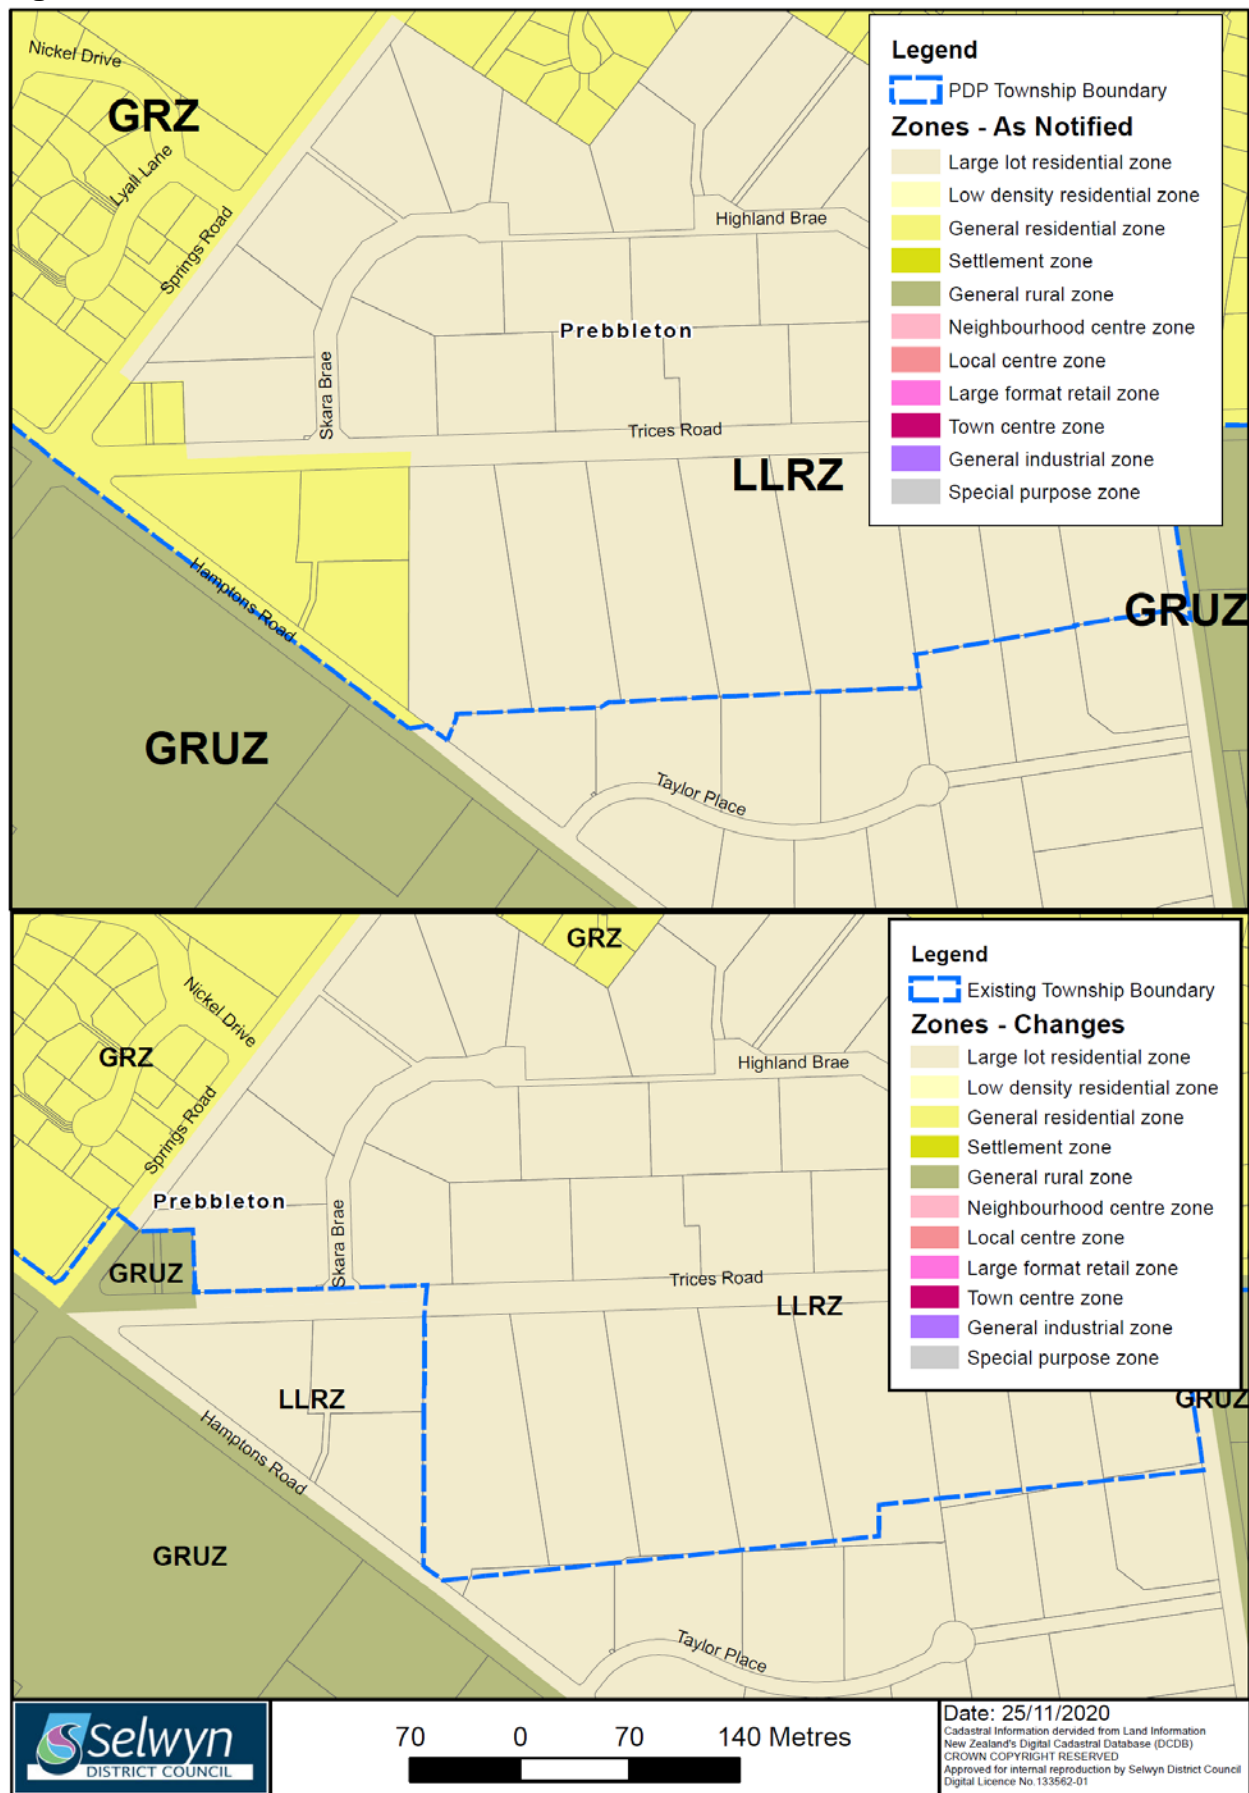 Nickel Drive
GRZ
Lyall Lane
Springs Road
Highland Brae
Prebbleton
Skara Brae
Trices Road
LLRZ
Hamptons Road
GRUZ
GRUZ
Taylor Place
Legend
PDP Township Boundary
Zones - As Notified
Large lot residential zone
Low density residential zone
General residential zone
Settlement zone
General rural zone
Neighbourhood centre zone
Local centre zone
Large format retail zone
Town centre zone
General industrial zone
Special purpose zone
GRZ
Nickel Drive
GRZ
Springs Road
Highland Brae
Prebbleton
Skara Brae
GRUZ
Trices Road
LLRZ
LLRZ
Hamptons Road
GRUZ
GRUZ
Taylor Place
Legend
Existing Township Boundary
Zones - Changes
Large lot residential zone
Low density residential zone
General residential zone
Settlement zone
General rural zone
Neighbourhood centre zone
Local centre zone
Large format retail zone
Town centre zone
General industrial zone
Special purpose zone
Selwyn
DISTRICT COUNCIL
70 0 70 140 Metres
Date: 25/11/2020
Cadastral Information dervided from Land Information
New Zealand's Digital Cadastral Database (DCDB)
CROWN COPYRIGHT RESERVED
Approved for internal reproduction by Selwyn District Council
Digital Licence No.133562-01